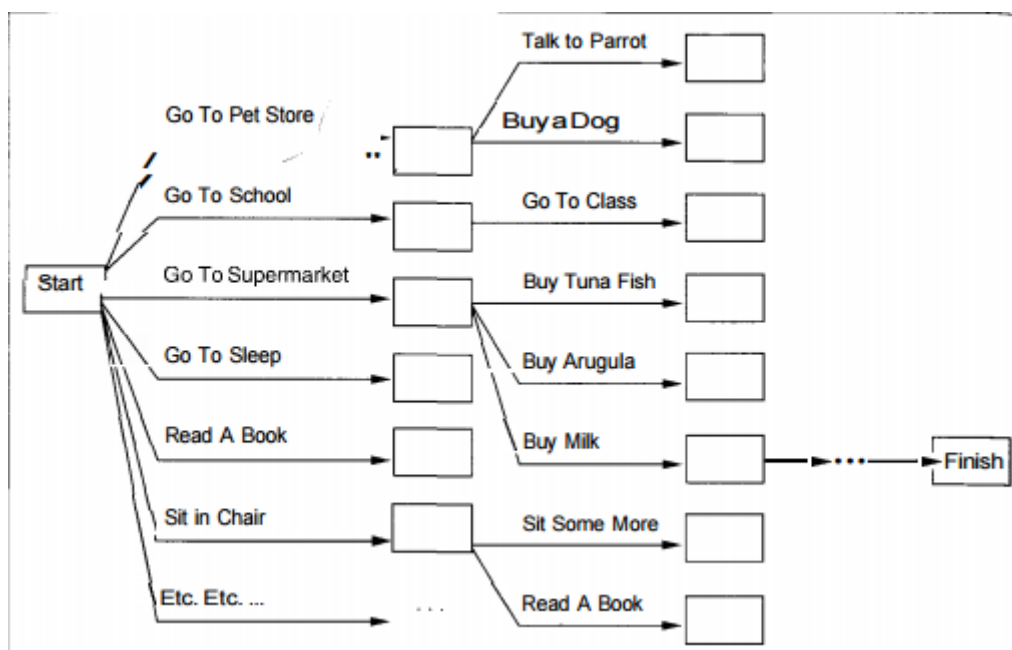 Talk to Parrot
Go To Pet Store
Buy a Dog
Go To School
Go To Class
Start
Go To Supermarket
Buy Tuna Fish
Go To Sleep
Buy Arugula
Read A Book
Buy Milk
...
Finish
Sit in Chair
Sit Some More
Etc. Etc. ...
...
Read A Book